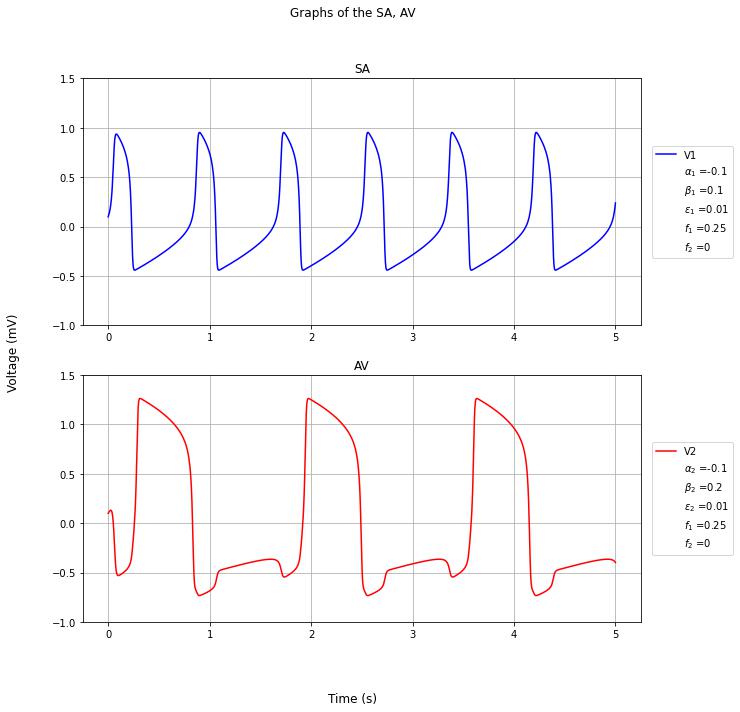 Graphs of the SA, AV
SA
1.5
1.0
0.5
0.0
−0.5
−1.0
0 1 2 3 4 5
V1
α₁ =-0.1
β₁ =0.1
ε₁ =0.01
f₁ =0.25
f₂ =0
Voltage (mV)
AV
1.5
1.0
0.5
0.0
−0.5
−1.0
0 1 2 3 4 5
V2
α₂ =-0.1
β₂ =0.2
ε₂ =0.01
f₁ =0.25
f₂ =0
Time (s)